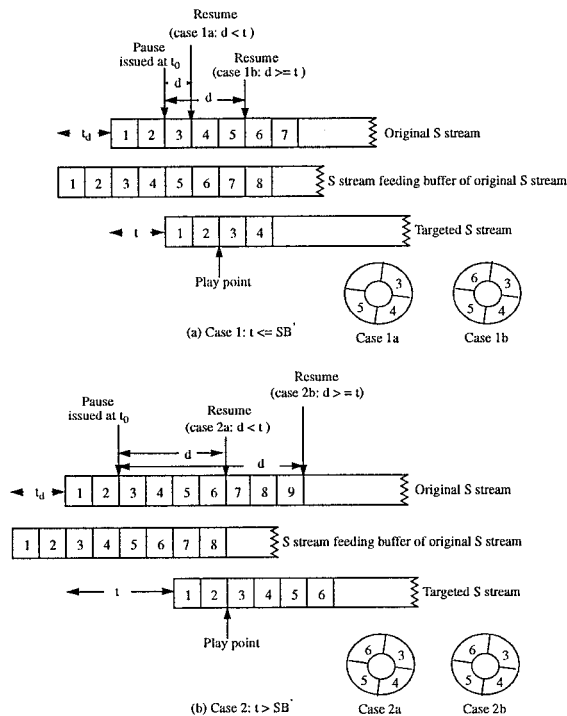 Resume
(case 1a: d < t )
Pause
issued at t0
Resume
(case 1b: d >= t )
d
d
td
1 2 3 4 5 6 7
Original S stream
1 2 3 4 5 6 7 8
S stream feeding buffer of original S stream
t
1 2 3 4
Targeted S stream
Play point
6 3 5 4
Case 1a
6 3 5 4
Case 1b
(a) Case 1: t <= SB'
Resume
(case 2b: d >= t)
Pause
issued at t0
Resume
(case 2a: d < t )
d
d
td
1 2 3 4 5 6 7 8 9
Original S stream
1 2 3 4 5 6 7 8
S stream feeding buffer of original S stream
t
1 2 3 4 5 6
Targeted S stream
Play point
6 3 5 4
Case 2a
6 3 5 4
Case 2b
(b) Case 2: t > SB'